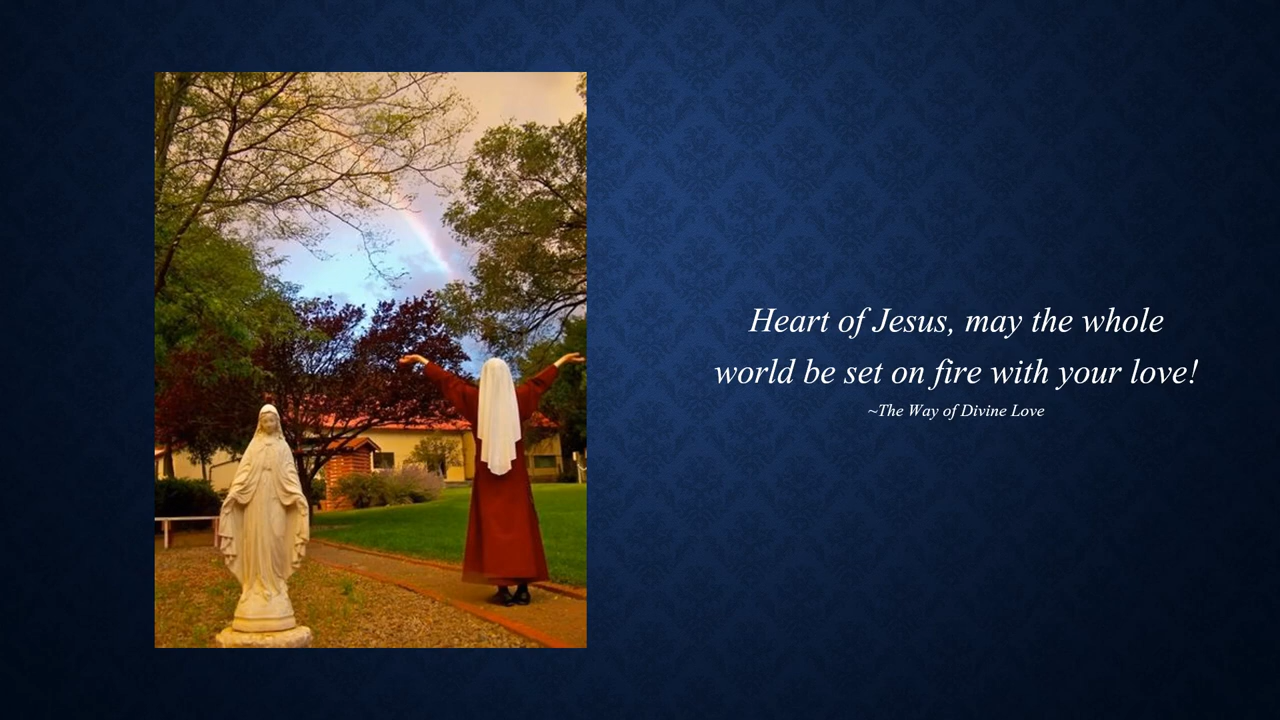 Heart of Jesus, may the whole
world be set on fire with your love!
~The Way of Divine Love